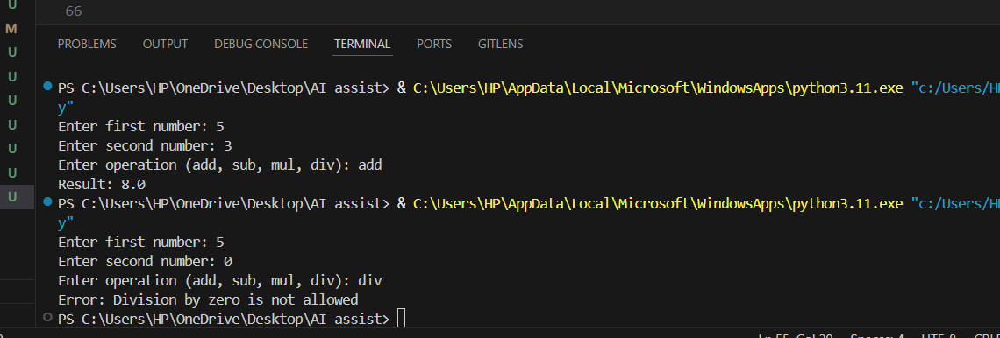 66
M
U
PROBLEMS OUTPUT DEBUG CONSOLE TERMINAL PORTS GITLENS
U
U
PS C:\Users\HP\OneDrive\Desktop\AI assist> & C:\Users\HP\AppData\Local\Microsoft\WindowsApps\python3.11.exe "c:/Users/
y"
U
Enter first number: 5
U
Enter second number: 3
U
Enter operation (add, sub, mul, div): add
U
Result: 8.0
U
PS C:\Users\HP\OneDrive\Desktop\AI assist> & C:\Users\HP\AppData\Local\Microsoft\WindowsApps\python3.11.exe "c:/Users/
y"
Enter first number: 5
Enter second number: 0
Enter operation (add, sub, mul, div): div
Error: Division by zero is not allowed
PS C:\Users\HP\OneDrive\Desktop\AI assist>